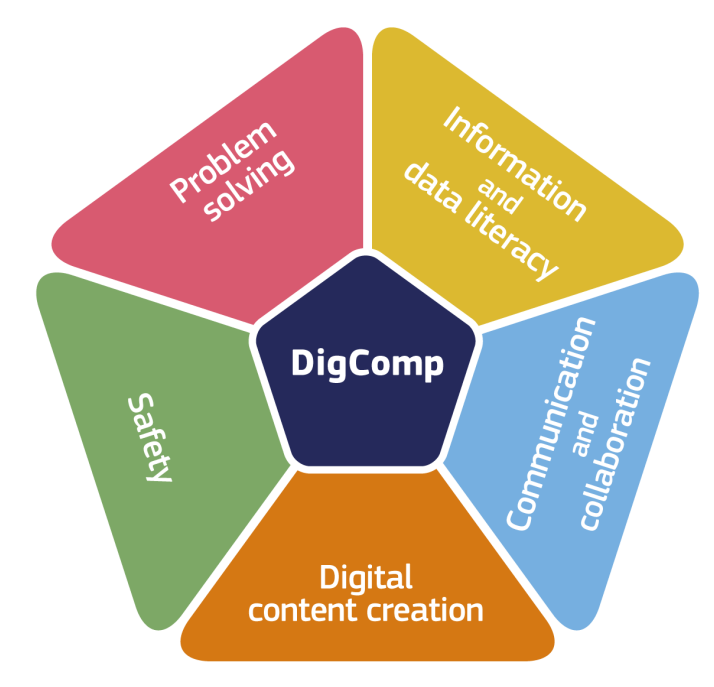 Problem
solving
Information
and
data literacy
DigComp
Safety
Communication
and
collaboration
Digital
content creation